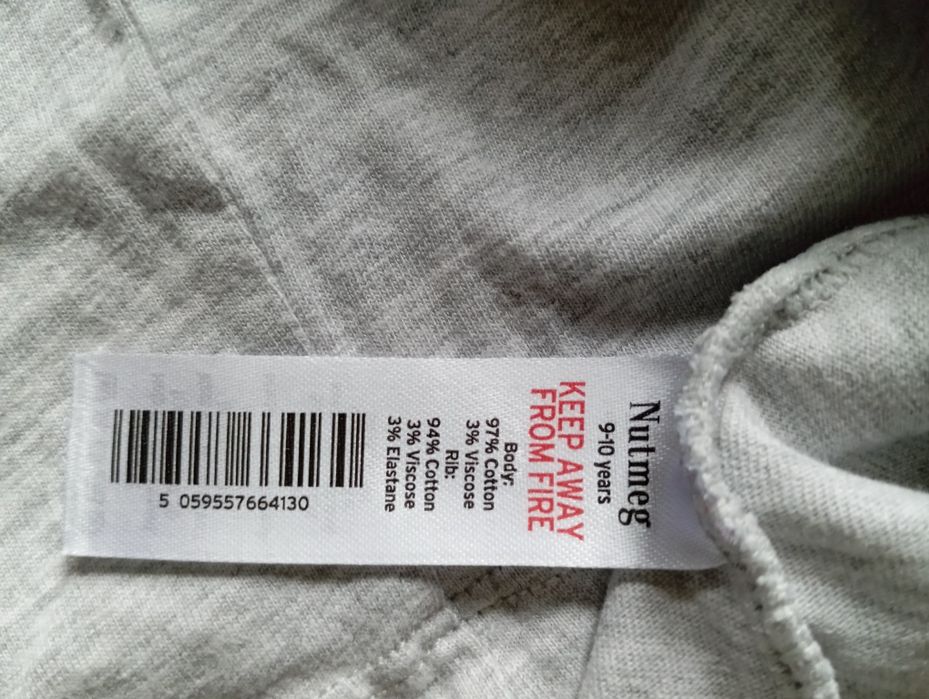 Nutmeg
9-10 years
KEEP AWAY
FROM FIRE
Body:
97% Cotton
3% Viscose
Rib:
94% Cotton
3% Viscose
3% Elastane
5 059557664130